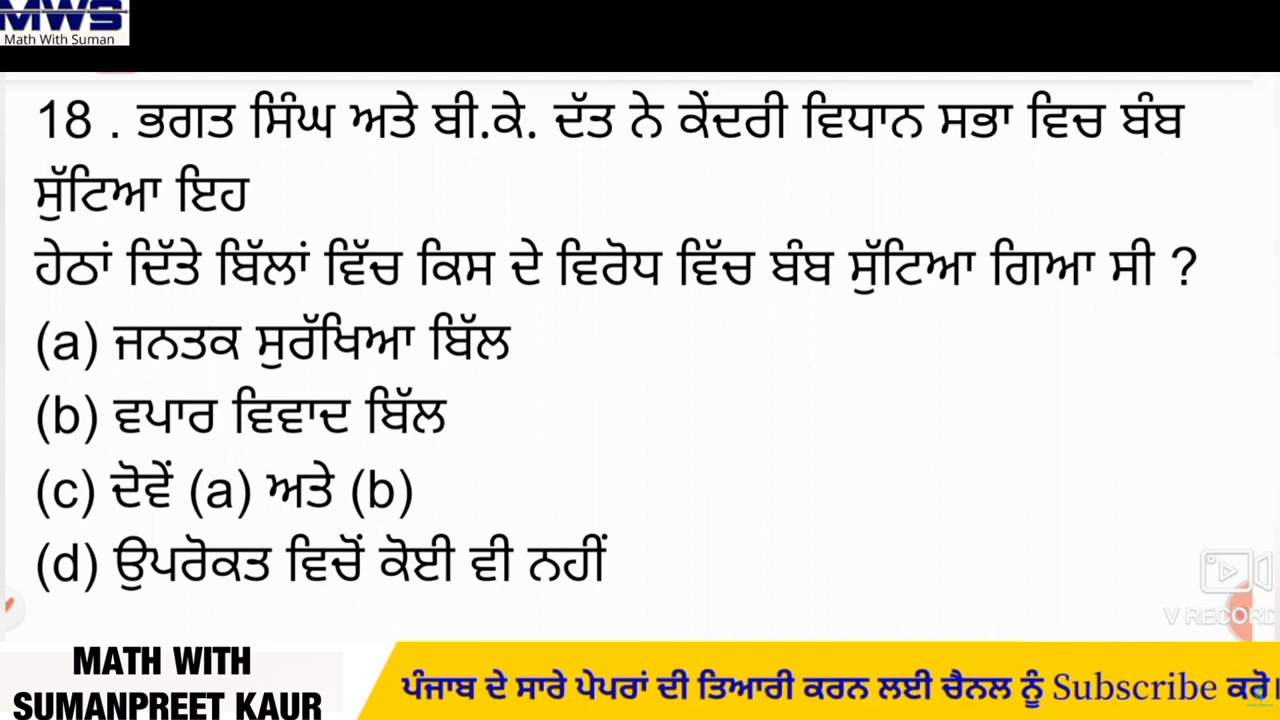 MWS
Math With Suman
18 . ਭਗਤ ਸਿੰਘ ਅਤੇ ਬੀ.ਕੇ. ਦੱਤ ਨੇ ਕੇਂਦਰੀ ਵਿਧਾਨ ਸਭਾ ਵਿਚ ਬੰਬ
ਸੁੱਟਿਆ ਇਹ
ਹੇਠਾਂ ਦਿੱਤੇ ਬਿੱਲਾਂ ਵਿੱਚ ਕਿਸ ਦੇ ਵਿਰੋਧ ਵਿੱਚ ਬੰਬ ਸੁੱਟਿਆ ਗਿਆ ਸੀ ?
(a) ਜਨਤਕ ਸੁਰੱਖਿਆ ਬਿੱਲ
(b) ਵਪਾਰ ਵਿਵਾਦ ਬਿੱਲ
(c) ਦੋਵੇਂ (a) ਅਤੇ (b)
(d) ਉਪਰੋਕਤ ਵਿਚੋਂ ਕੋਈ ਵੀ ਨਹੀਂ
V RECORD
MATH WITH
SUMANPREET KAUR
ਪੰਜਾਬ ਦੇ ਸਾਰੇ ਪੇਪਰਾਂ ਦੀ ਤਿਆਰੀ ਕਰਨ ਲਈ ਚੈਨਲ ਨੂੰ Subscribe ਕਰੋ।